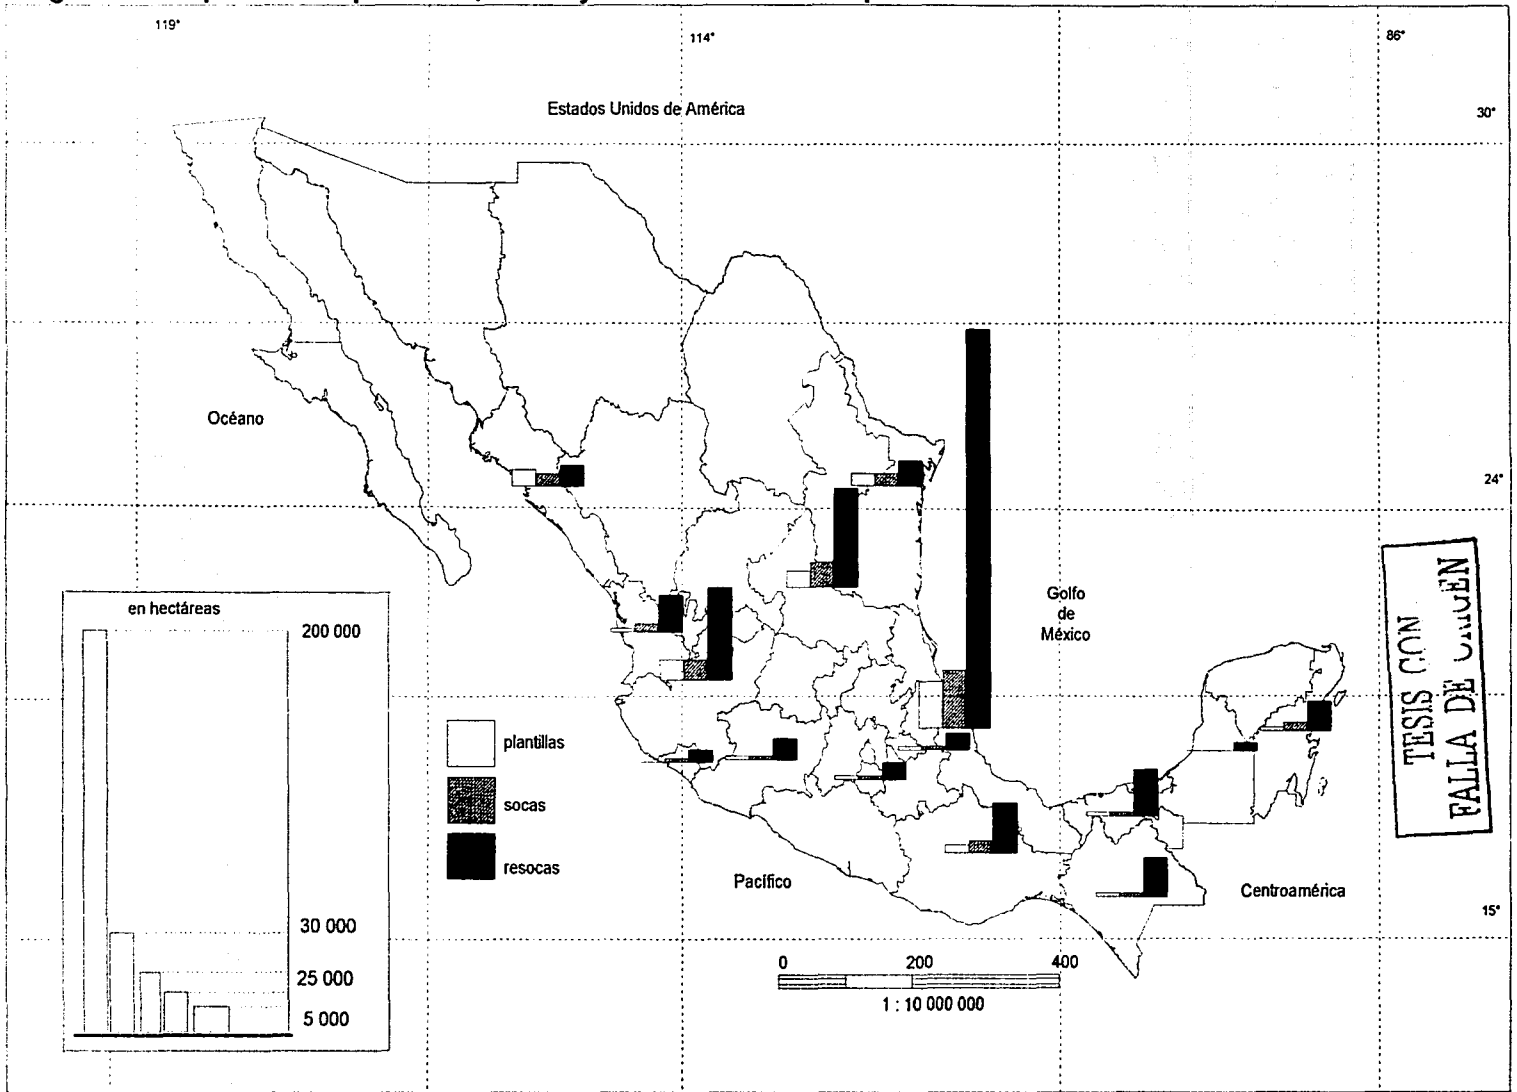 119°
114°
86°
Estados Unidos de América
30°
Océano
24°
Golfo
de
México
en hectáreas
200 000
30 000
25 000
5 000
plantillas
socas
resocas
Pacífico
Centroamérica
15°
0 200 400
1 : 10 000 000
TESIS CON
FALLA DE ORIGEN